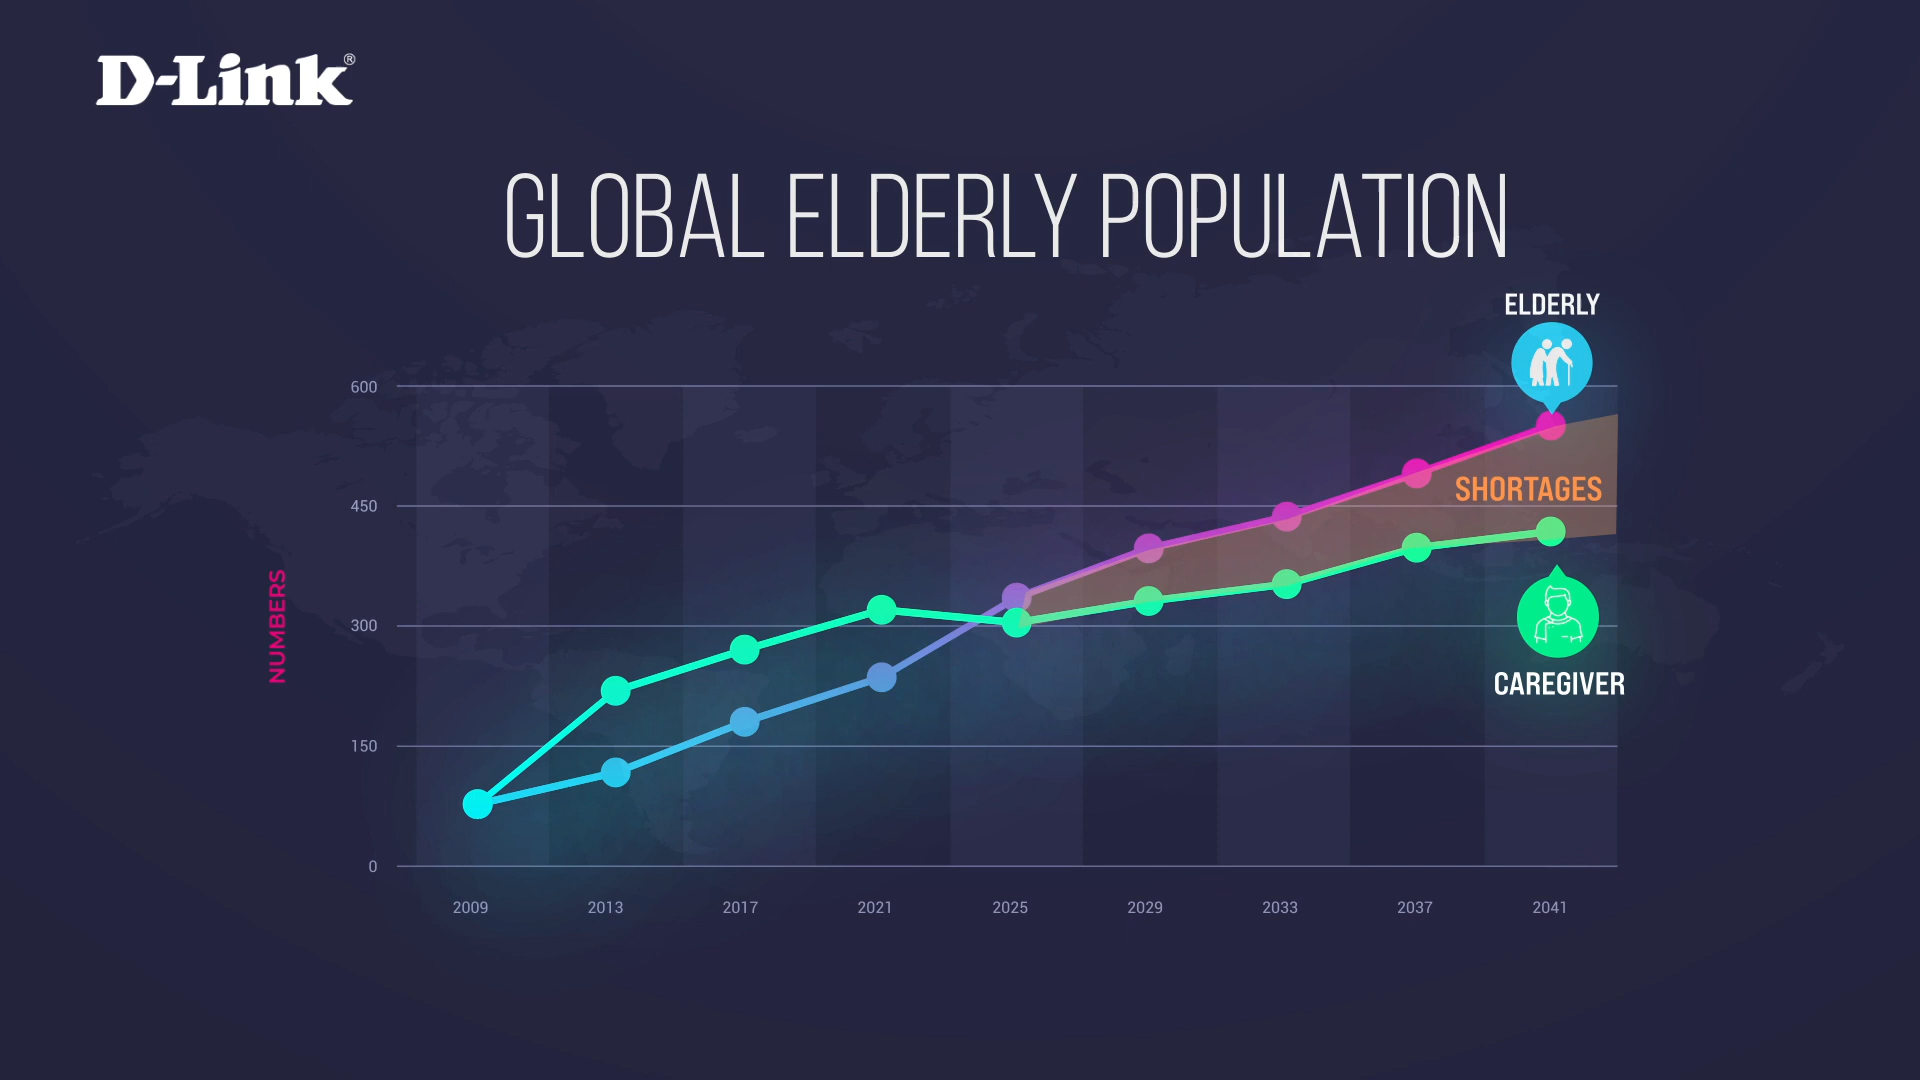 D-Link®
GLOBAL ELDERLY POPULATION
ELDERLY
600
SHORTAGES
450
NUMBERS
300
CAREGIVER
150
0
2009 2013 2017 2021 2025 2029 2033 2037 2041